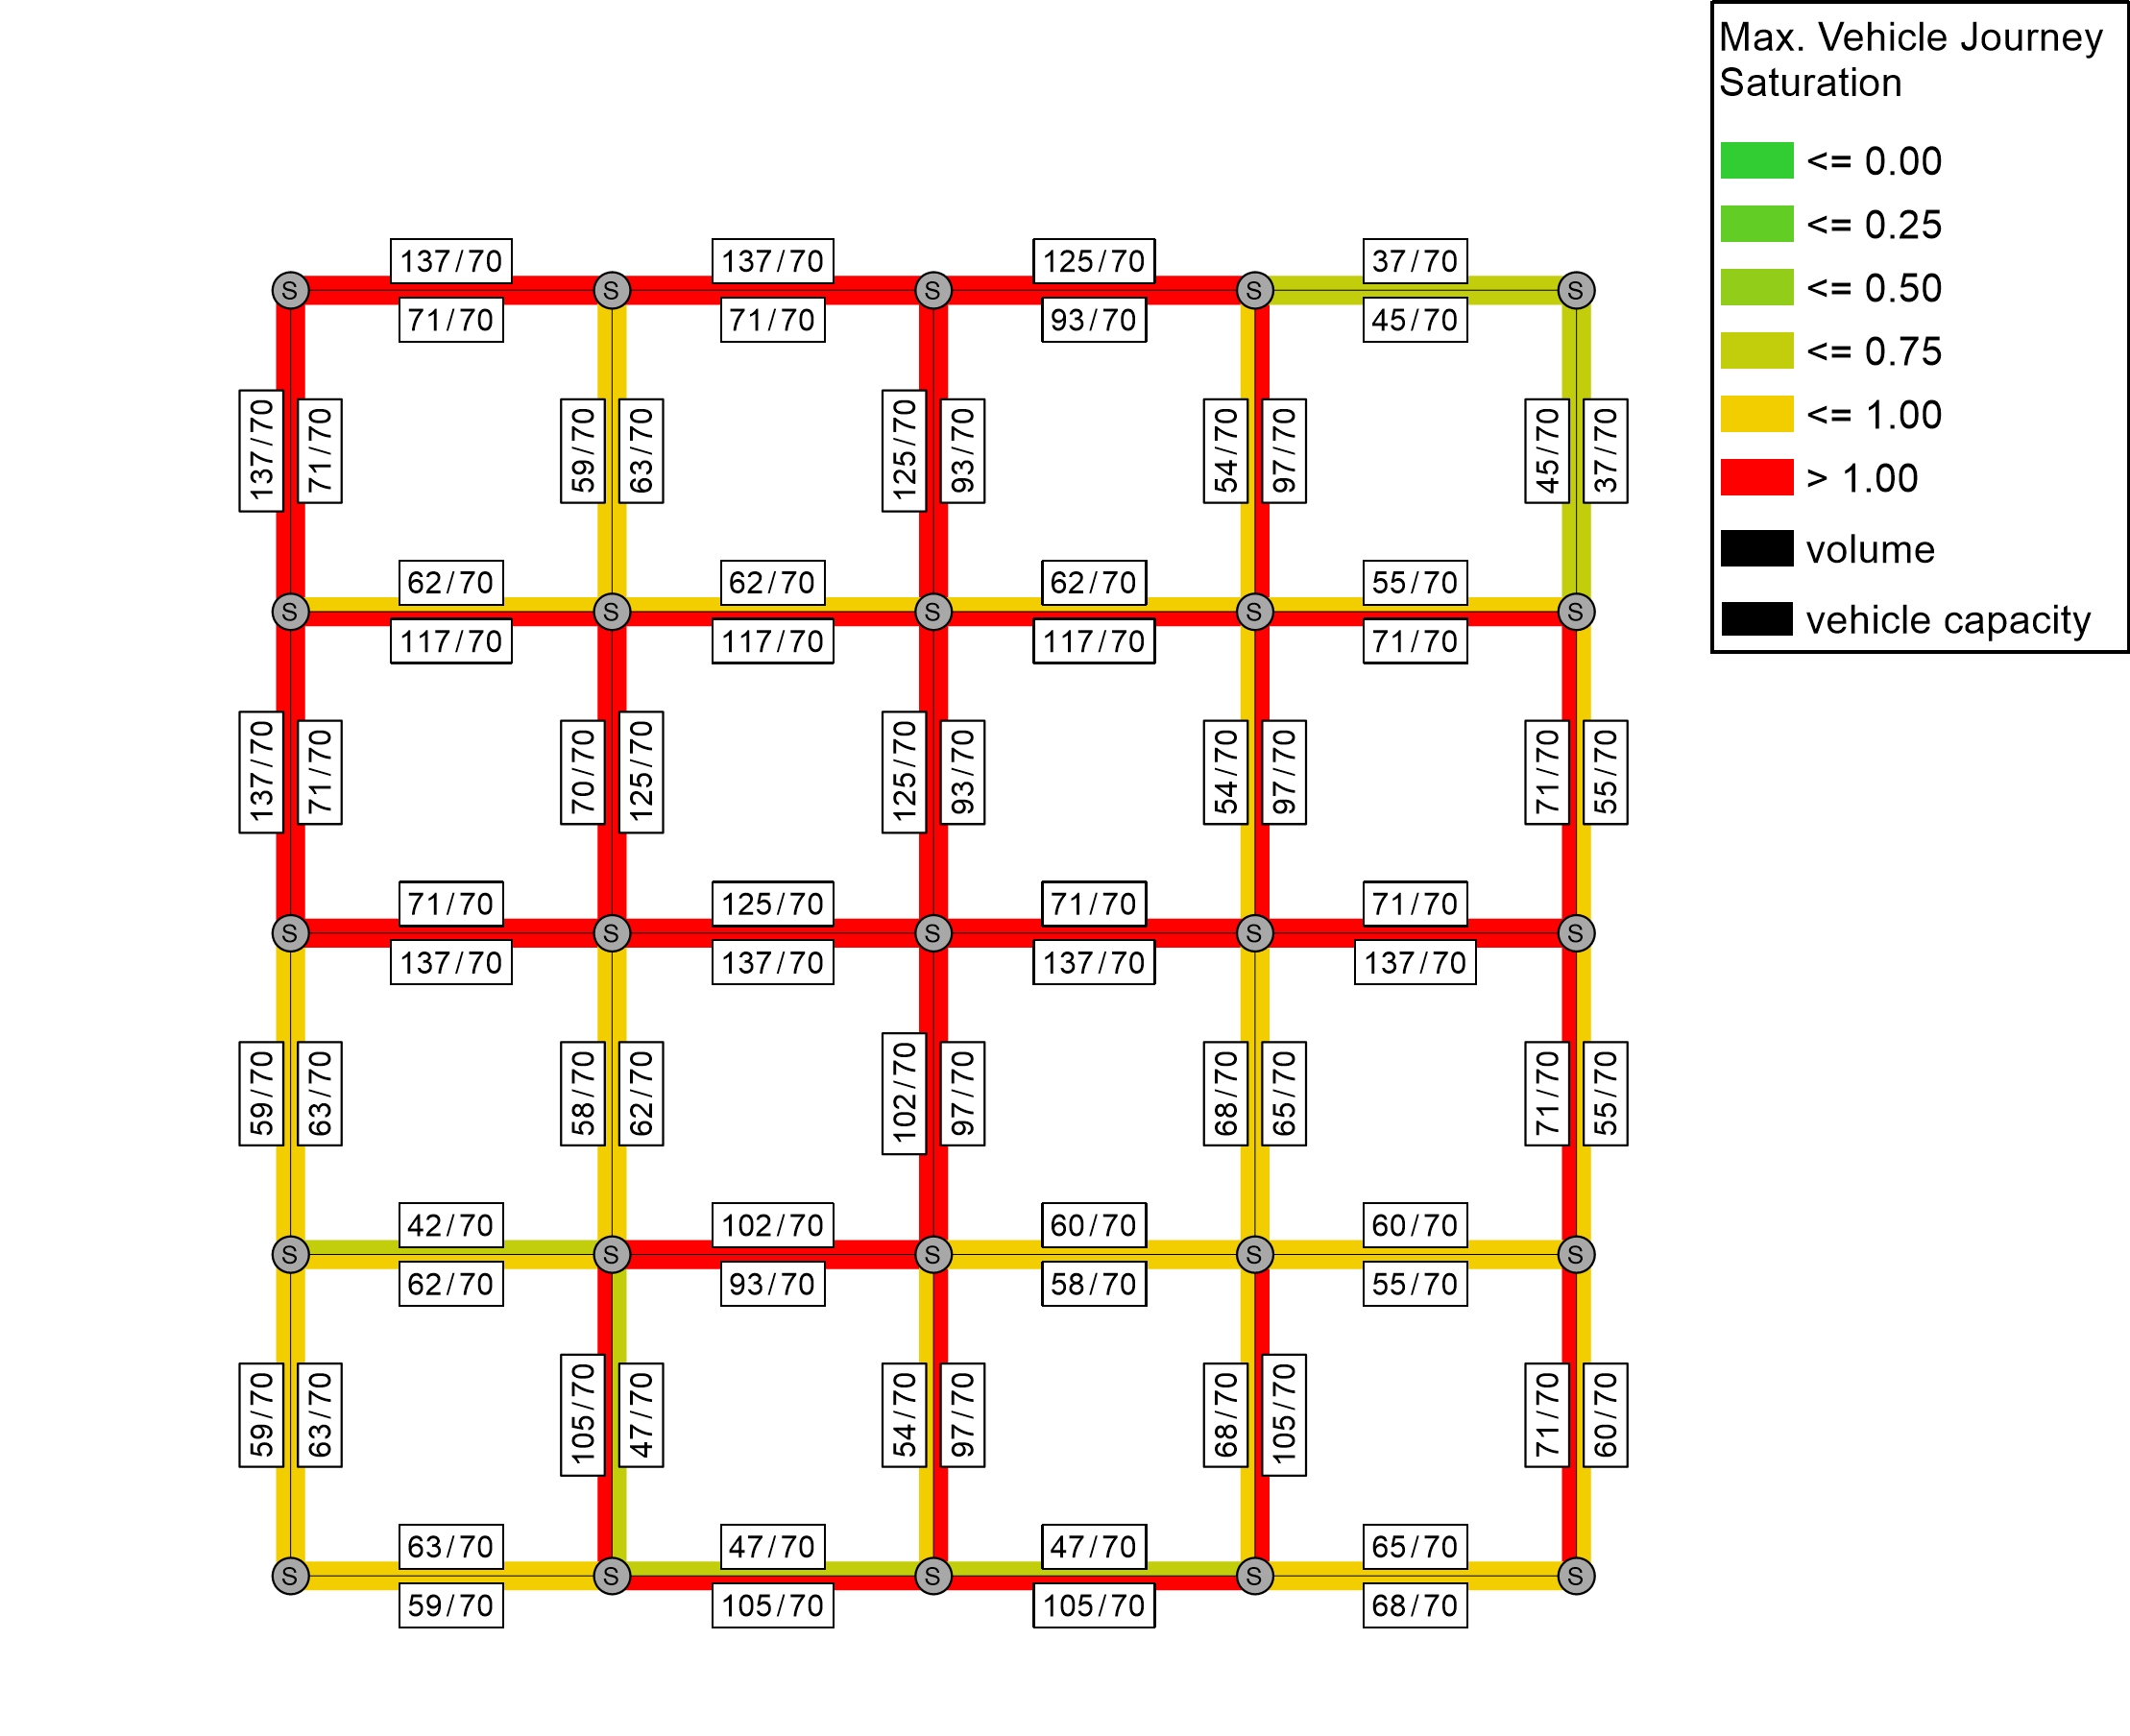 Max. Vehicle Journey
Saturation
<= 0.00
<= 0.25
<= 0.50
<= 0.75
<= 1.00
> 1.00
volume
vehicle capacity
137/70
137/70
125/70
37/70
S
S
S
S
S
71/70
71/70
93/70
45/70
137/70
71/70
59/70
63/70
125/70
93/70
54/70
97/70
45/70
37/70
62/70
62/70
62/70
55/70
S
S
S
S
S
117/70
117/70
117/70
71/70
137/70
71/70
70/70
125/70
125/70
93/70
54/70
97/70
71/70
55/70
71/70
125/70
71/70
71/70
S
S
S
S
S
137/70
137/70
137/70
137/70
59/70
63/70
58/70
62/70
102/70
97/70
68/70
65/70
71/70
55/70
42/70
102/70
60/70
60/70
S
S
S
S
S
62/70
93/70
58/70
55/70
59/70
63/70
105/70
47/70
54/70
97/70
68/70
105/70
71/70
60/70
63/70
47/70
47/70
65/70
S
S
S
S
S
59/70
105/70
105/70
68/70